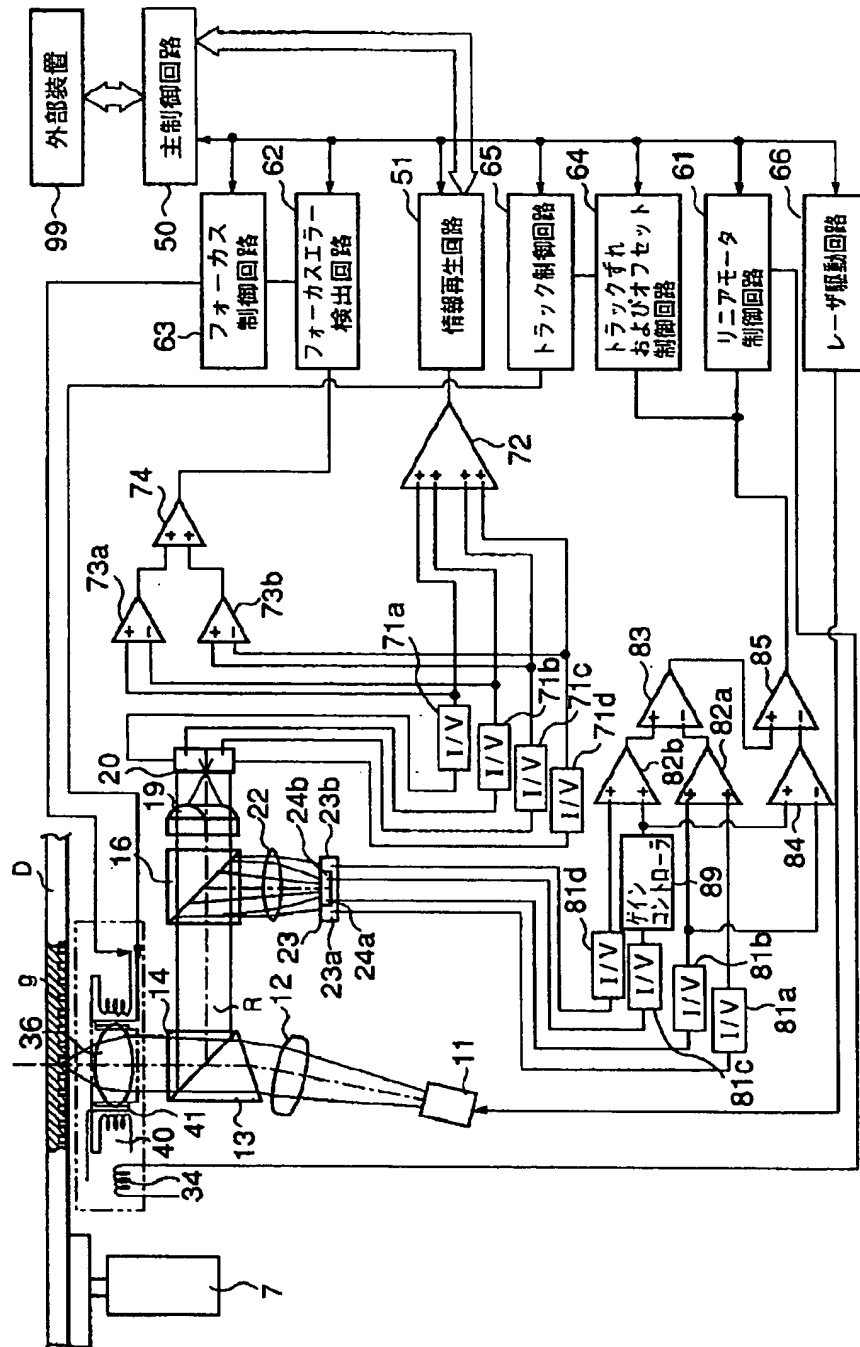 外部装置
99
主制御回路
50
フォーカス
制御回路
63
フォーカスエラー
検出回路
62
情報再生回路
51
トラック制御回路
65
トラックずれ
およびオフセット
制御回路
64
リニアモータ
制御回路
61
レーザ駆動回路
66
74
+
+
73a
+
-
73b
+
-
72
+
+
+
+
71a
I/V
71b
I/V
71c
I/V
71d
I/V
83
+
-
85
+
-
82b
+
+
82a
+
+
84
+
-
ゲイン
コントローラ
89
81d
I/V
81c
I/V
81b
I/V
81a
I/V
20
19
16
22
24b
23b
23
23a
24a
D
g
36
14
R
12
13
11
41
40
34
7